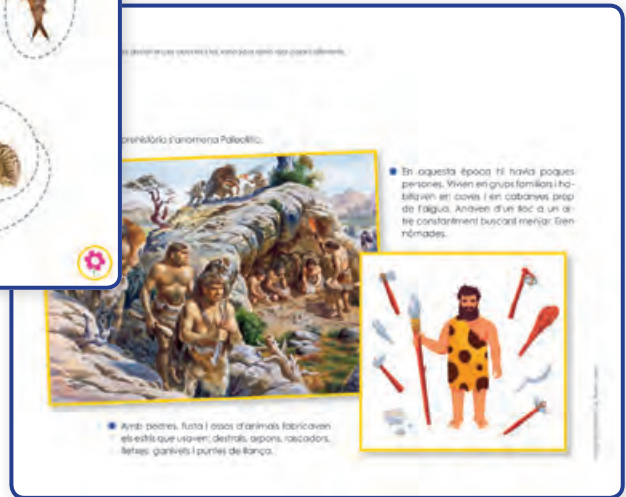 prehistòria s'anomena Paleolític.
En aquesta època hi havia poques
persones. Vivien en grups familiars i ha-
bitaven en coves i en cabanyes prop
de l'aigua. Anaven d'un lloc a un al-
tre constantment buscant menjar. Eren
nòmades.
Amb pedres, fusta i ossos d'animals fabricaven
els estris que usaven: destrals, arpons, rascadors,
fletxes, ganivets i puntes de llança.